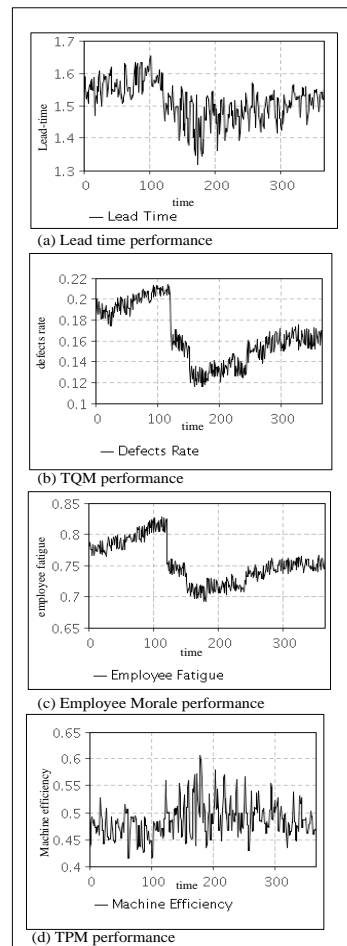 1.7
1.6
1.5
1.4
1.3
Lead-time
0 100 200 300
time
— Lead Time
(a) Lead time performance
0.22
0.2
0.18
0.16
0.14
0.12
0.1
defects rate
0 100 200 300
time
— Defects Rate
(b) TQM performance
0.85
0.8
0.75
0.7
0.65
employee fatigue
0 100 200 300
time
— Employee Fatigue
(c) Employee Morale performance
0.65
0.6
0.55
0.5
0.45
0.4
Machine efficiency
0 100 200 300
time
— Machine Efficiency
(d) TPM performance